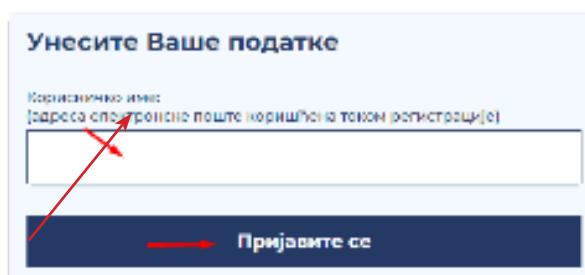 Унесите Ваше податке
Корисничко име:
(адреса електронске поште коришћена током регистрације)
Пријавите се